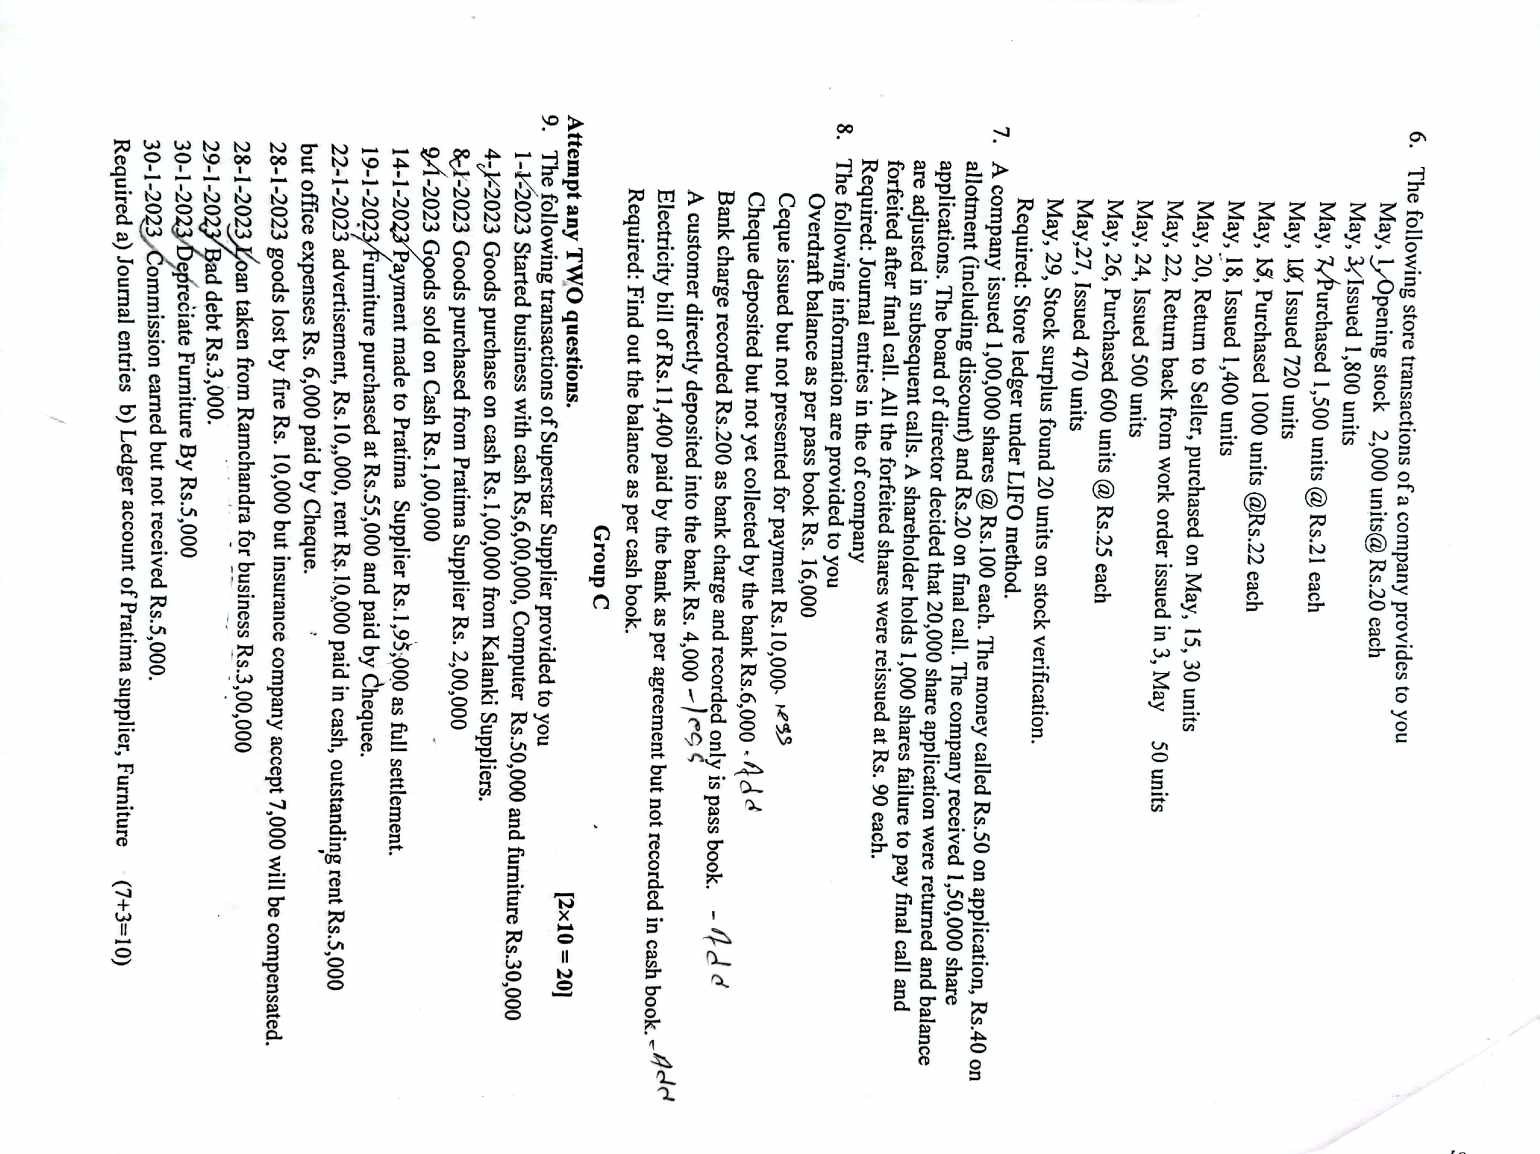 6. The following store transactions of a company provides to you
May, 1, Opening stock 2,000 units@ Rs.20 each
May, 3, Issued 1,800 units
May, 7, Purchased 1,500 units @ Rs.21 each
May, 10, Issued 720 units
May, 15, Purchased 1000 units @Rs.22 each
May, 18, Issued 1,400 units
May, 20, Return to Seller, purchased on May, 15, 30 units
May, 22, Return back from work order issued in 3, May 50 units
May, 24, Issued 500 units
May, 26, Purchased 600 units @ Rs.25 each
May,27, Issued 470 units
May, 29, Stock surplus found 20 units on stock verification.
Required: Store ledger under LIFO method.
7. A company issued 1,00,000 shares @ Rs.100 each. The money called Rs.50 on application, Rs.40 on
allotment (including discount) and Rs.20 on final call. The company received 1,50,000 share
applications. The board of director decided that 20,000 share application were returned and balance
are adjusted in subsequent calls. A shareholder holds 1,000 shares failure to pay final call and
forfeited after final call. All the forfeited shares were reissued at Rs. 90 each.
Required: Journal entries in the of company
8. The following information are provided to you
Overdraft balance as per pass book Rs. 16,000
Ceque issued but not presented for payment Rs.10,000- less
Cheque deposited but not yet collected by the bank Rs.6,000 - Add
Bank charge recorded Rs.200 as bank charge and recorded only is pass book. - Add
A customer directly deposited into the bank Rs. 4,000 - less
Electricity bill of Rs.11,400 paid by the bank as per agreement but not recorded in cash book. - Add
Required: Find out the balance as per cash book.
Group C
Attempt any TWO questions. [2×10 = 20]
9. The following transactions of Superstar Supplier provided to you
1-1-2023 Started business with cash Rs,6,00,000, Computer Rs.50,000 and furniture Rs.30,000
4-1-2023 Goods purchase on cash Rs.1,00,000 from Kalanki Suppliers.
8-1-2023 Goods purchased from Pratima Supplier Rs. 2,00,000
9-1-2023 Goods sold on Cash Rs.1,00,000
14-1-2023 Payment made to Pratima Supplier Rs.1,95,000 as full settlement.
19-1-2023 Furniture purchased at Rs.55,000 and paid by Chequee.
22-1-2023 advertisement, Rs.10,,000, rent Rs.10,000 paid in cash, outstanding rent Rs.5,000
but office expenses Rs. 6,000 paid by Cheque.
28-1-2023 goods lost by fire Rs. 10,000 but insurance company accept 7,000 will be compensated.
28-1-2023 Loan taken from Ramchandra for business Rs.3,00,000
29-1-2023 Bad debt Rs.3,000.
30-1-2023 Depreciate Furniture By Rs.5,000
30-1-2023 Commission earned but not received Rs.5,000.
Required a) Journal entries b) Ledger account of Pratima supplier, Furniture (7+3=10)